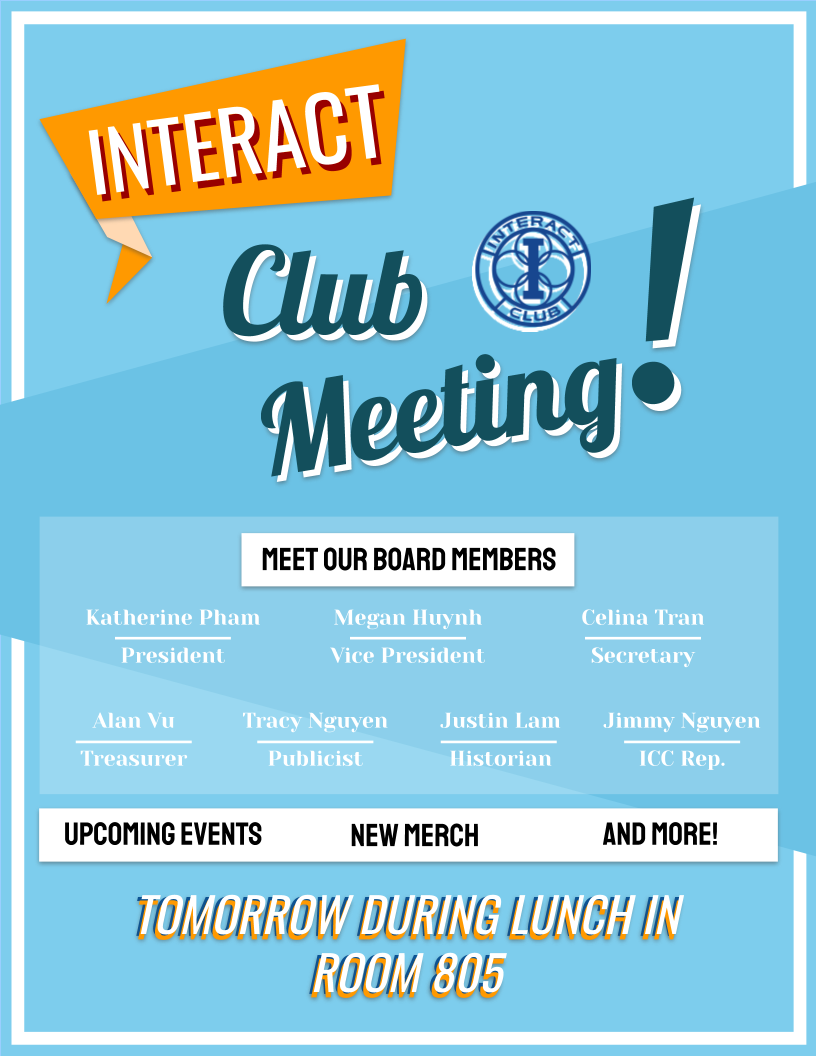 INTERACT
Club
INTERACT
I
CLUB
Meeting!
MEET OUR BOARD MEMBERS
Katherine Pham Megan Huynh Celina Tran
President Vice President Secretary
Alan Vu Tracy Nguyen Justin Lam Jimmy Nguyen
Treasurer Publicist Historian ICC Rep.
UPCOMING EVENTS NEW MERCH AND MORE!
TOMORROW DURING LUNCH IN
ROOM 805